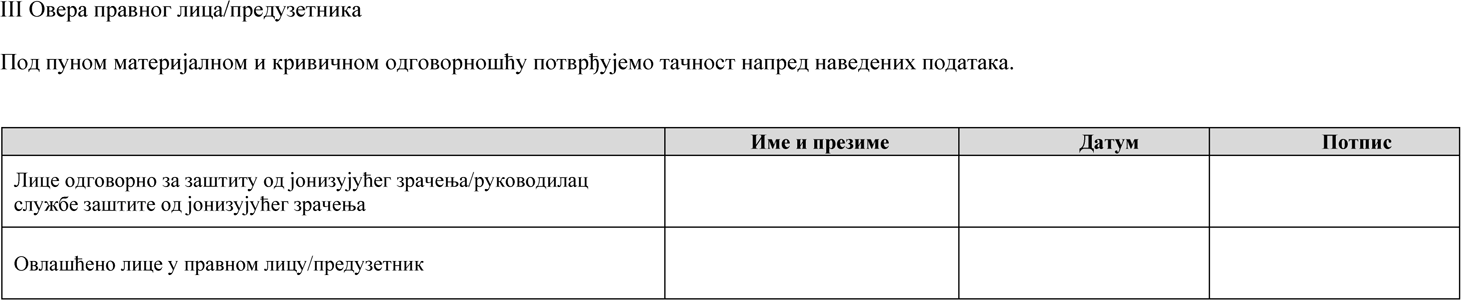 III Овера правног лица/предузетника
Под пуном материјалном и кривичном одговорношћу потврђујемо тачност напред наведених података.
Име и презиме Датум Потпис
Лице одговорно за заштиту од јонизујућег зрачења/руководилац
службе заштите од јонизујућег зрачења
Овлашћено лице у правном лицу/предузетник